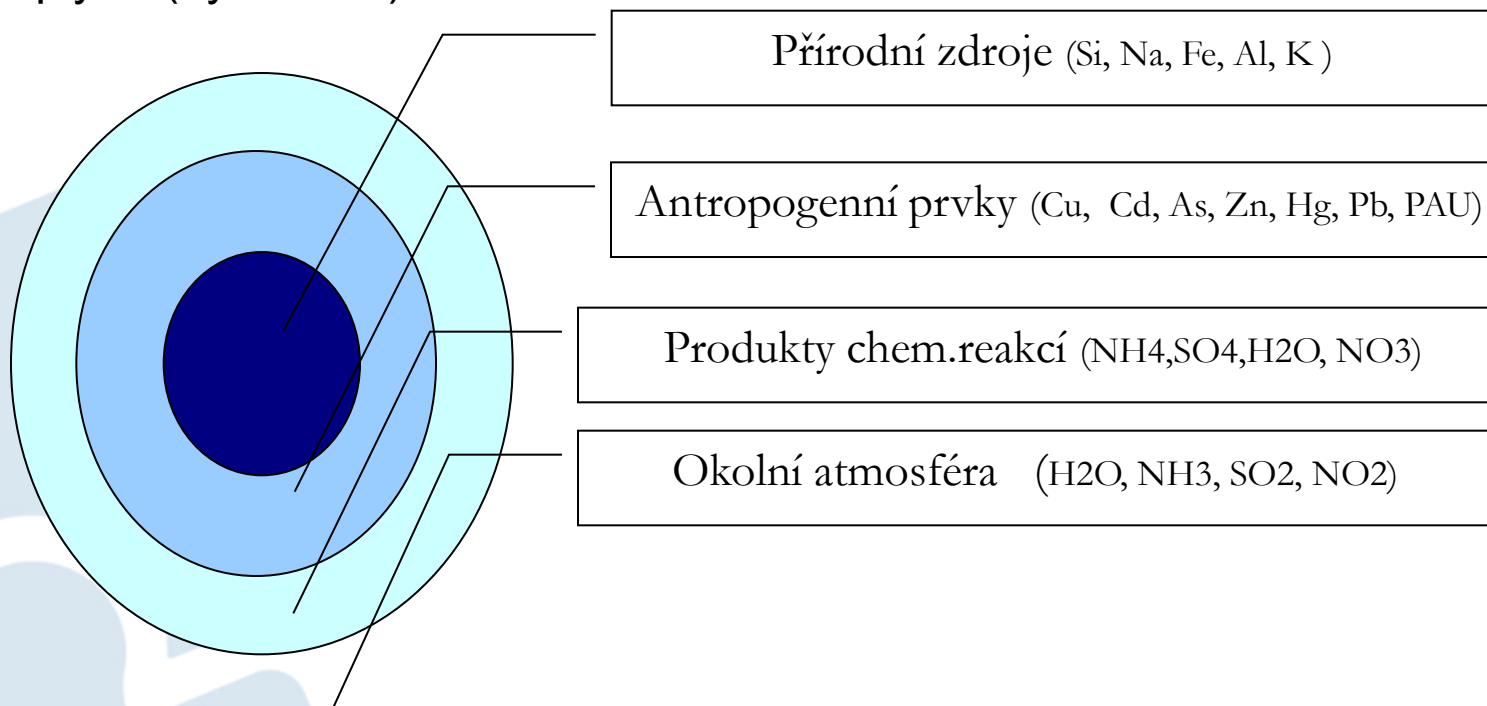 Přírodní zdroje (Si, Na, Fe, Al, K )
Antropogenní prvky (Cu, Cd, As, Zn, Hg, Pb, PAU)
Produkty chem.reakcí (NH4,SO4,H2O, NO3)
Okolní atmosféra (H2O, NH3, SO2, NO2)